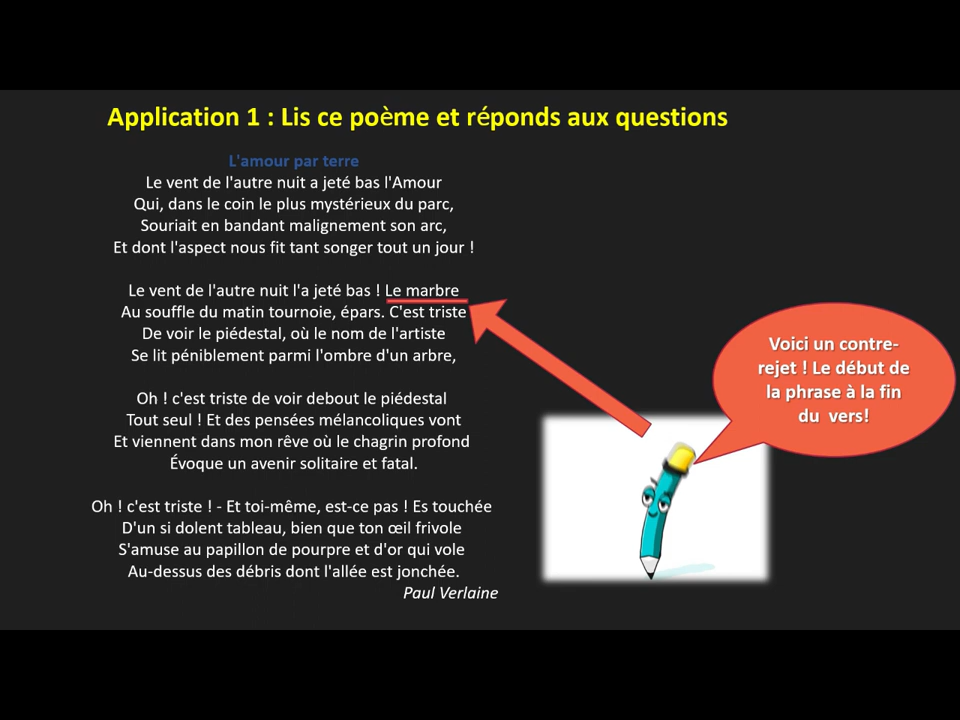 Application 1 : Lis ce poème et réponds aux questions
L'amour par terre
Le vent de l'autre nuit a jeté bas l'Amour
Qui, dans le coin le plus mystérieux du parc,
Souriait en bandant malignement son arc,
Et dont l'aspect nous fit tant songer tout un jour !
Le vent de l'autre nuit l'a jeté bas ! Le marbre
Au souffle du matin tournoie, épars. C'est triste
De voir le piédestal, où le nom de l'artiste
Se lit péniblement parmi l'ombre d'un arbre,
Oh ! c'est triste de voir debout le piédestal
Tout seul ! Et des pensées mélancoliques vont
Et viennent dans mon rêve où le chagrin profond
Évoque un avenir solitaire et fatal.
Oh ! c'est triste ! - Et toi-même, est-ce pas ! Es touchée
D'un si dolent tableau, bien que ton œil frivole
S'amuse au papillon de pourpre et d'or qui vole
Au-dessus des débris dont l'allée est jonchée.
Paul Verlaine
Voici un contre-
rejet ! Le début de
la phrase à la fin
du vers!